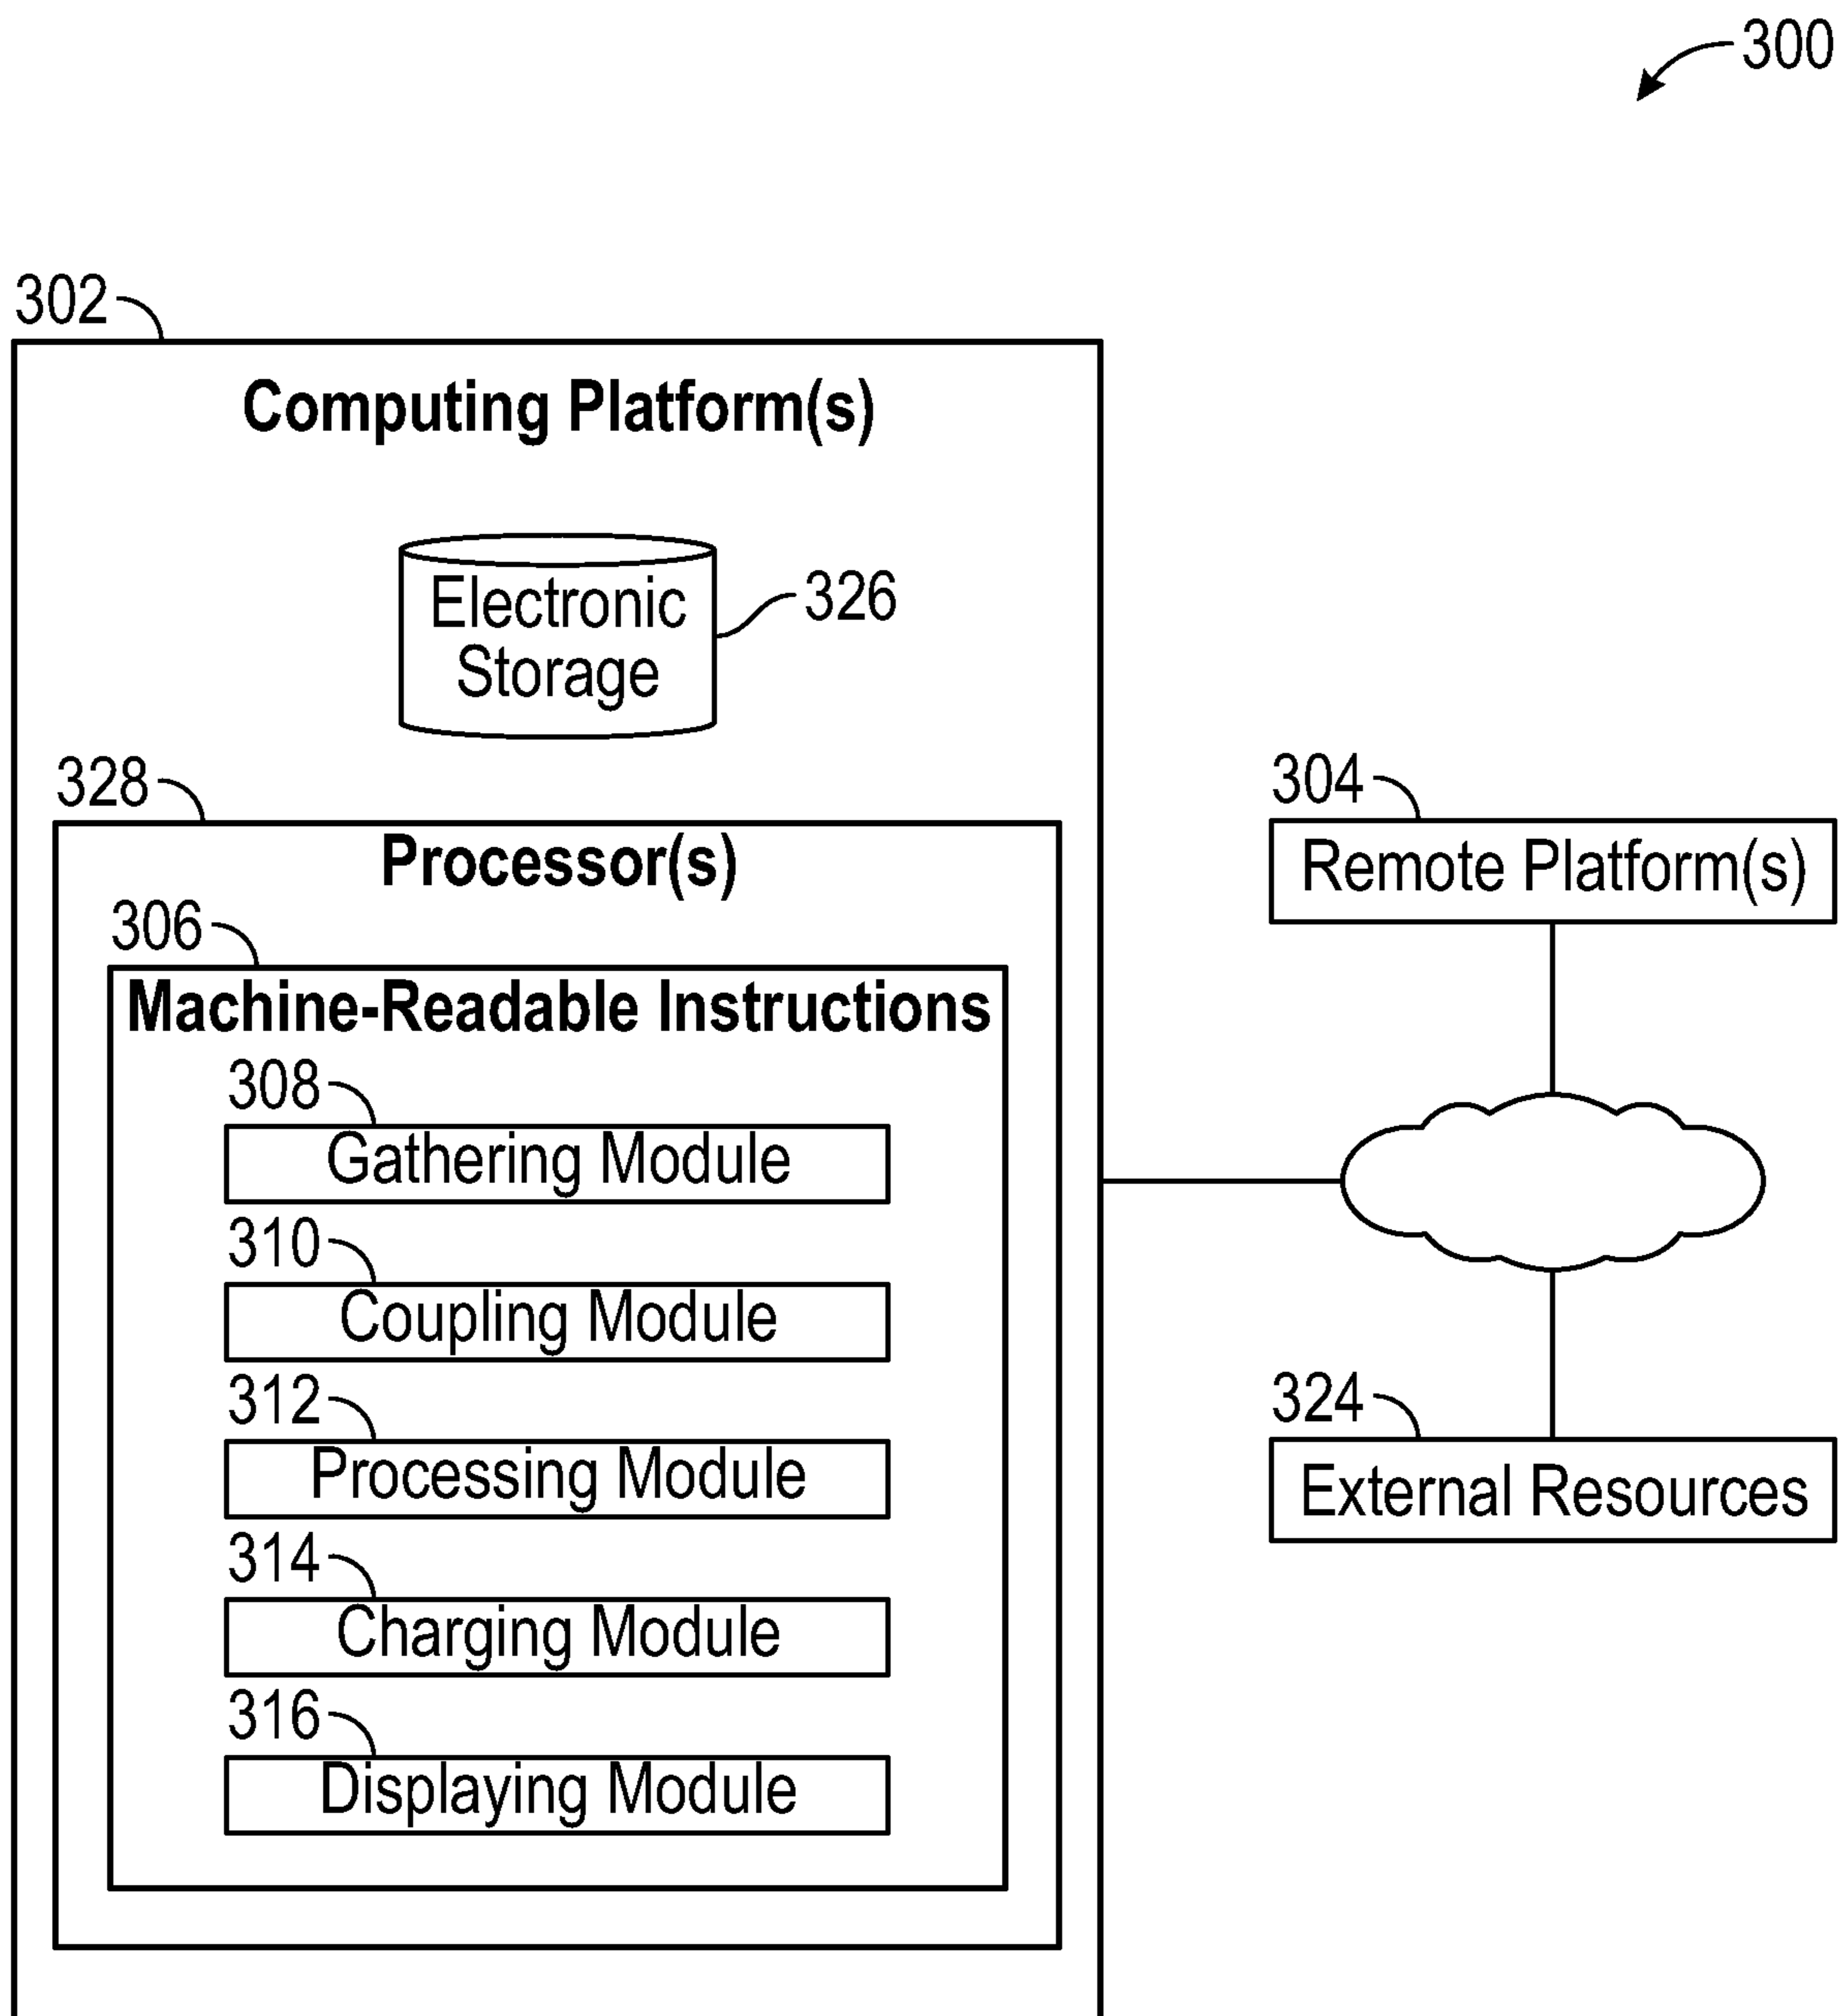 300
302
Computing Platform(s)
Electronic
Storage
326
328
Processor(s)
306
Machine-Readable Instructions
308
Gathering Module
310
Coupling Module
312
Processing Module
314
Charging Module
316
Displaying Module
304
Remote Platform(s)
324
External Resources